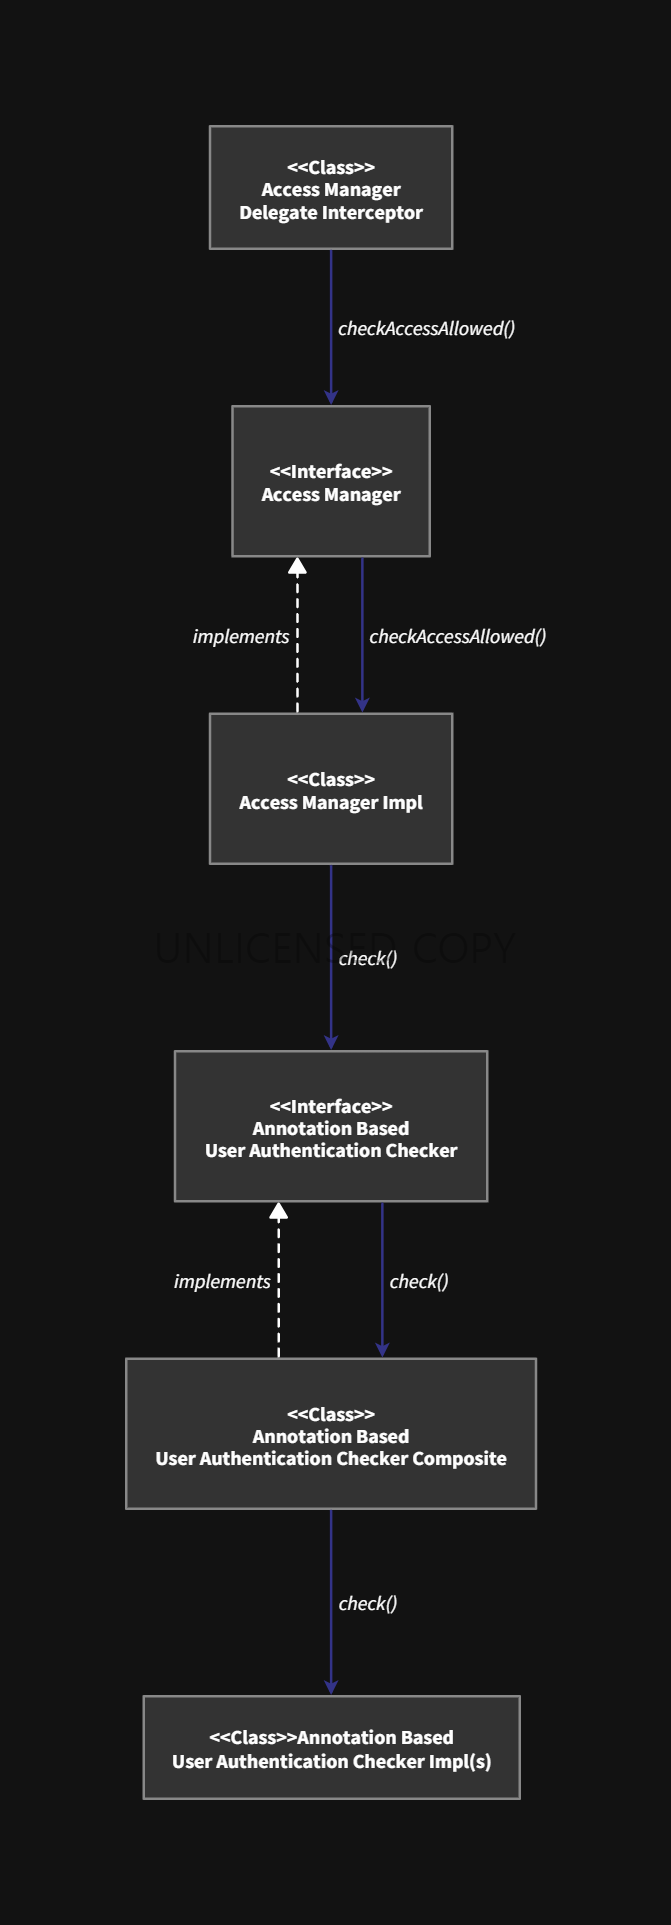 <<Class>>
Access Manager
Delegate Interceptor
checkAccessAllowed()
<<Interface>>
Access Manager
implements
checkAccessAllowed()
<<Class>>
Access Manager Impl
UNLICENSED COPY
check()
<<Interface>>
Annotation Based
User Authentication Checker
implements
check()
<<Class>>
Annotation Based
User Authentication Checker Composite
check()
<<Class>>Annotation Based
User Authentication Checker Impl(s)